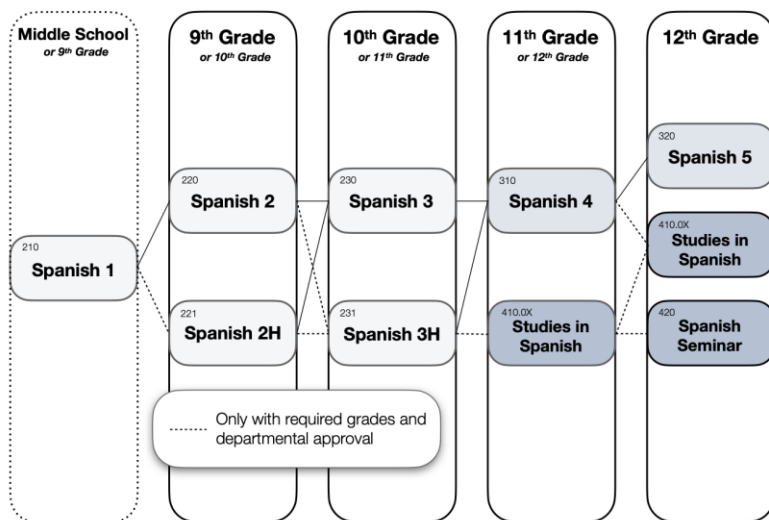 Middle School
or 9th Grade
9th Grade
or 10th Grade
10th Grade
or 11th Grade
11th Grade
or 12th Grade
12th Grade
210
Spanish 1
220
Spanish 2
221
Spanish 2H
230
Spanish 3
231
Spanish 3H
310
Spanish 4
410.0X
Studies in
Spanish
320
Spanish 5
410.0X
Studies in
Spanish
420
Spanish
Seminar
Only with required grades and
departmental approval